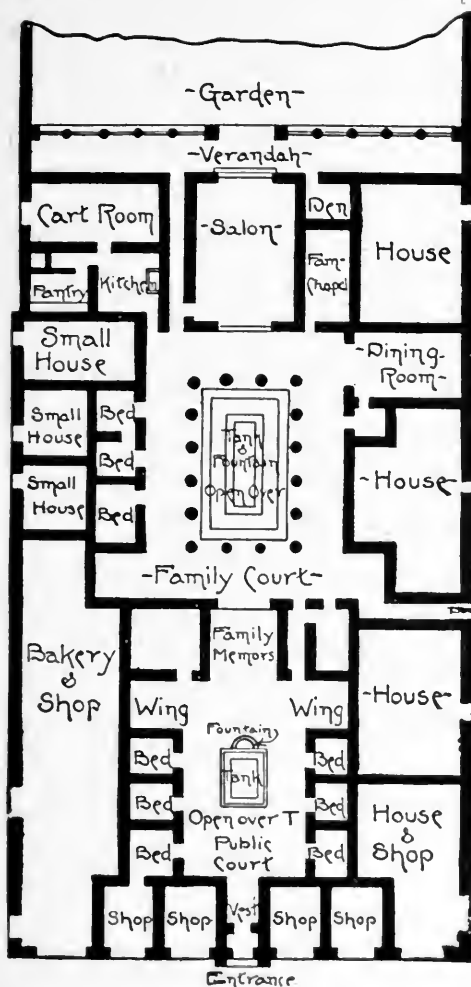 -Garden-
-Verandah-
Cart Room
-Salon-
Den
House
Pantry
Kitchen
Fam-
Chapel
Small
House
-Dining-
Room-
Small
House
Bed
Bed
Tank
&
Fountain
Open Over
-House-
Small
House
Bed
-Family Court-
Bakery
&
Shop
Family
Memors
-House-
Wing
Wing
Fountain
Bed
Tank
Bed
Bed
Bed
Open over T
Public
Court
House
&
Shop
Bed
Bed
Shop
Shop
Vest
Shop
Shop
Entrance